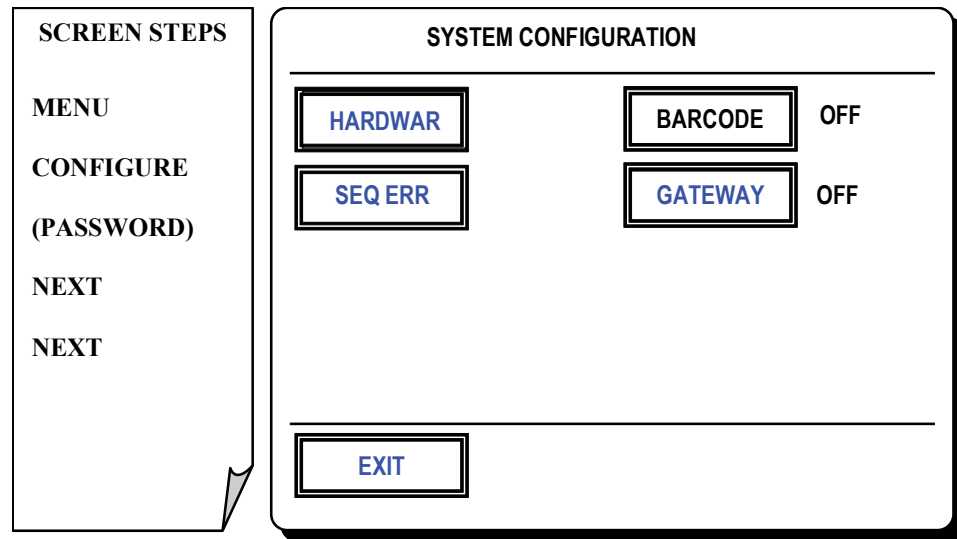 SCREEN STEPS
MENU
CONFIGURE
(PASSWORD)
NEXT
NEXT
SYSTEM CONFIGURATION
HARDWAR
BARCODE OFF
SEQ ERR
GATEWAY OFF
EXIT